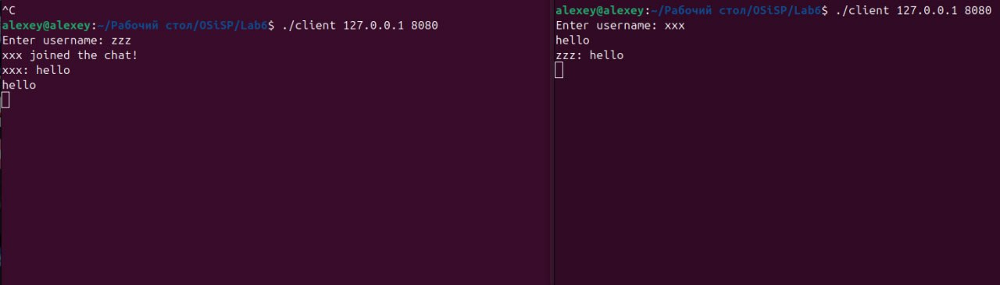 ^C
alexey@alexey:~/Рабочий стол/OSiSP/Lab6$ ./client 127.0.0.1 8080
Enter username: zzz
xxx joined the chat!
xxx: hello
hello
alexey@alexey:~/Рабочий стол/OSiSP/Lab6$ ./client 127.0.0.1 8080
Enter username: xxx
hello
zzz: hello